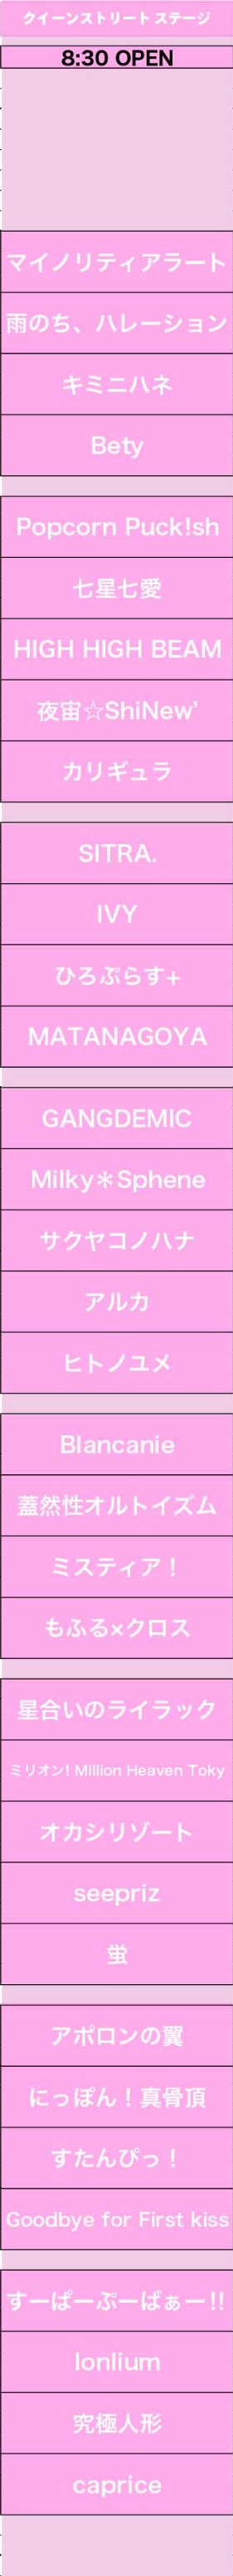 クイーンストリート ステージ
8:30 OPEN
マイノリティアラート
雨のち、ハレーション
キミニハネ
Bety
Popcorn Puck!sh
七星七愛
HIGH HIGH BEAM
夜宙☆ShiNew’
カリギュラ
SITRA.
IVY
ひろぷらす+
MATANAGOYA
GANGDEMIC
Milky＊Sphene
サクヤコノハナ
アルカ
ヒトノユメ
Blancanie
蓋然性オルトイズム
ミスティア！
もふる×クロス
星合いのライラック
ミリオン! Million Heaven Toky
オカシリゾート
seepriz
蛍
アポロンの翼
にっぽん！真骨頂
すたんぴっ！
Goodbye for First kiss
すーぱーぷーばぁー!!
Ionlium
究極人形
caprice